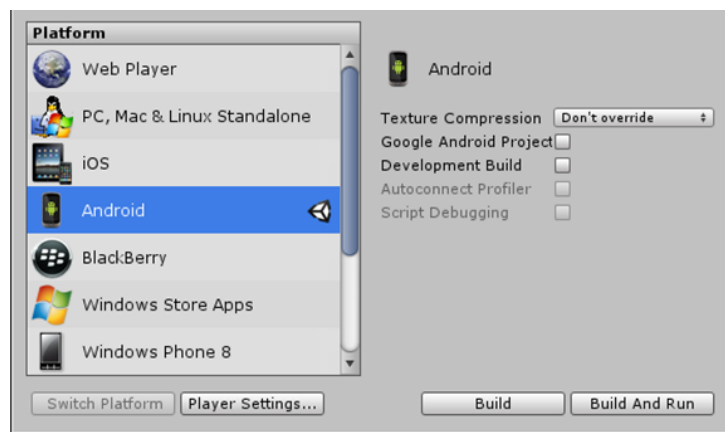 Platform
Web Player
PC, Mac & Linux Standalone
iOS
Android
BlackBerry
Windows Store Apps
Windows Phone 8
Android
Texture Compression Don't override
Google Android Project
Development Build
Autoconnect Profiler
Script Debugging
Switch Platform Player Settings... Build Build And Run